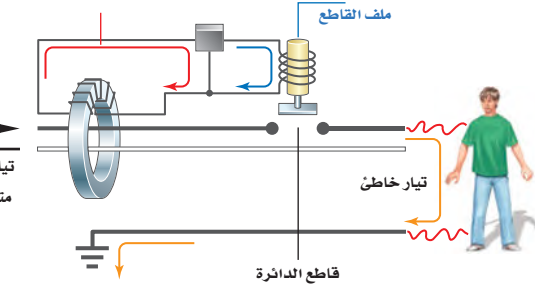 ملف القاطع
تيار خاطئ
قاطع الدائرة